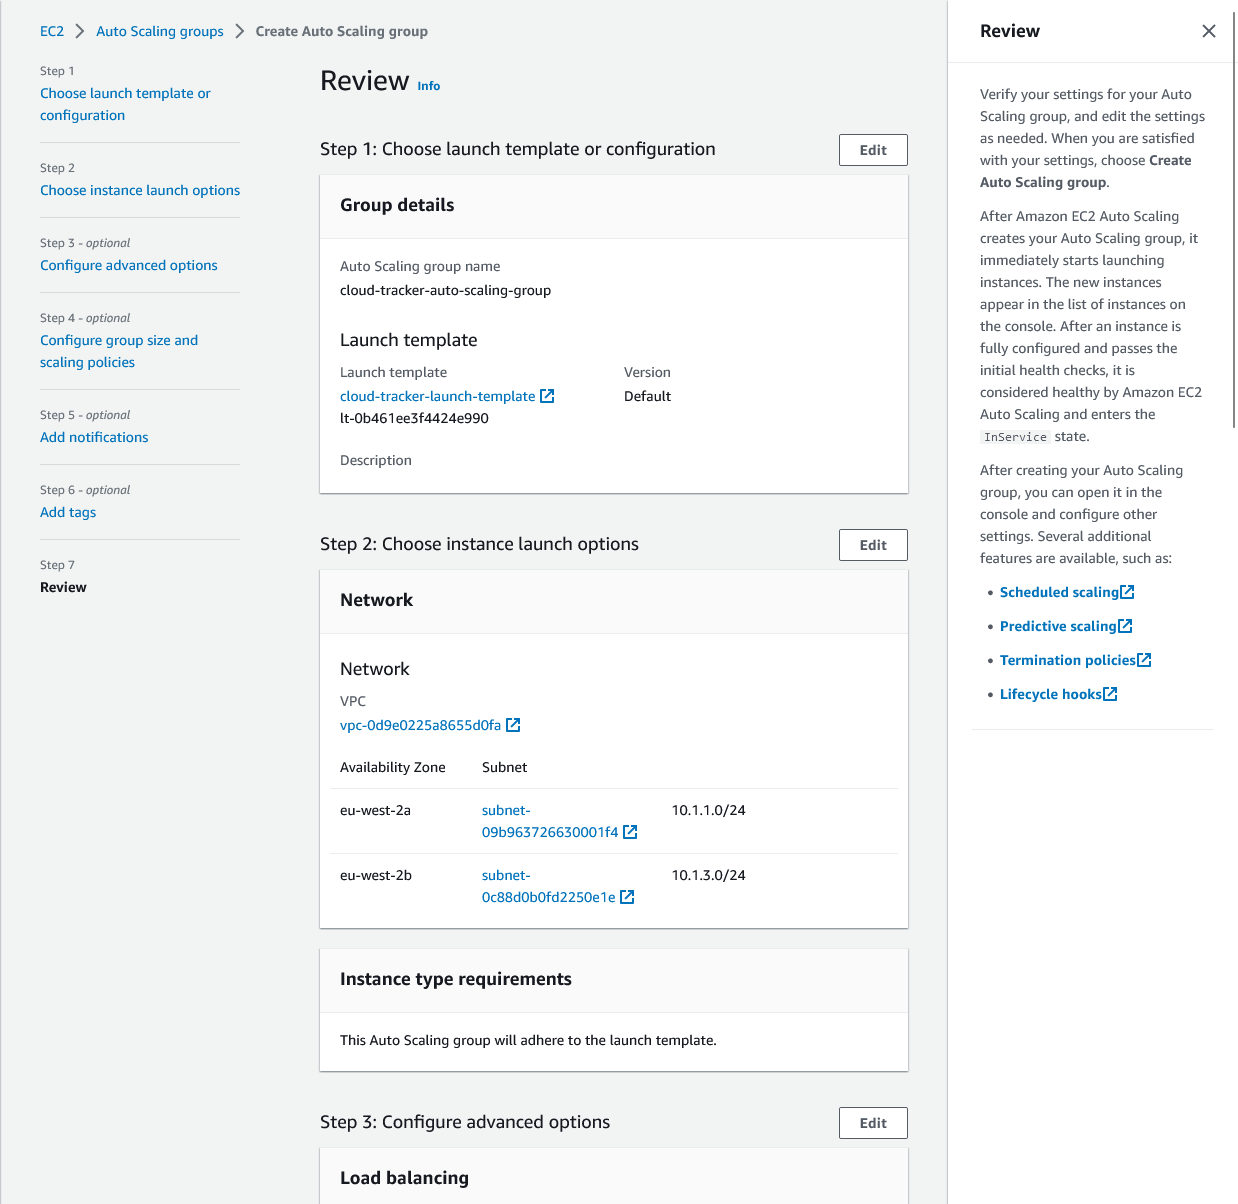 EC2 > Auto Scaling groups > Create Auto Scaling group
Step 1
Choose launch template or
configuration
Step 2
Choose instance launch options
Step 3 - optional
Configure advanced options
Step 4 - optional
Configure group size and
scaling policies
Step 5 - optional
Add notifications
Step 6 - optional
Add tags
Step 7
Review
Review Info
Step 1: Choose launch template or configuration
Edit
Group details
Auto Scaling group name
cloud-tracker-auto-scaling-group
Launch template
Launch template Version
cloud-tracker-launch-template Default
lt-0b461ee3f4424e990
Description
Step 2: Choose instance launch options
Edit
Network
Network
VPC
vpc-0d9e0225a8655d0fa
Availability Zone Subnet
eu-west-2a subnet- 10.1.1.0/24
09b963726630001f4
eu-west-2b subnet- 10.1.3.0/24
0c88d0b0fd2250e1e
Instance type requirements
This Auto Scaling group will adhere to the launch template.
Step 3: Configure advanced options
Edit
Load balancing
Review
Verify your settings for your Auto
Scaling group, and edit the settings
as needed. When you are satisfied
with your settings, choose Create
Auto Scaling group.
After Amazon EC2 Auto Scaling
creates your Auto Scaling group, it
immediately starts launching
instances. The new instances
appear in the list of instances on
the console. After an instance is
fully configured and passes the
initial health checks, it is
considered healthy by Amazon EC2
Auto Scaling and enters the
InService state.
After creating your Auto Scaling
group, you can open it in the
console and configure other
settings. Several additional
features are available, such as:
• Scheduled scaling
• Predictive scaling
• Termination policies
• Lifecycle hooks